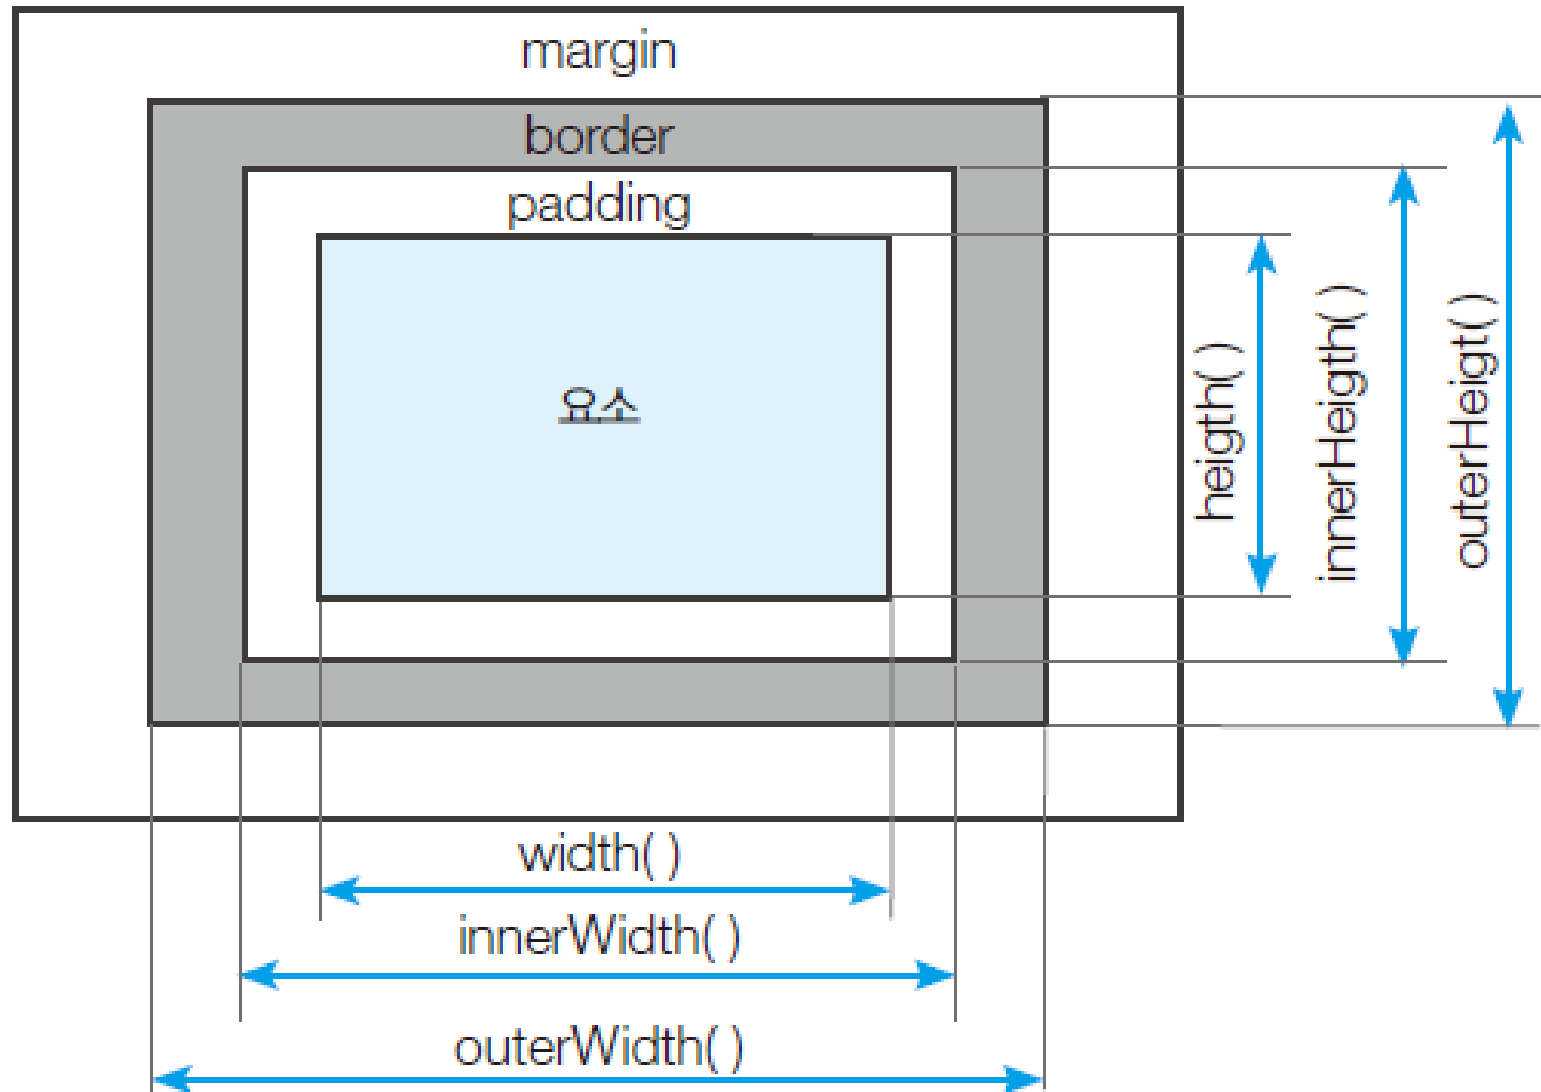 margin
border
padding
요소
heigth( )
innerHeigth( )
outerHeigt( )
width( )
innerWidth( )
outerWidth( )